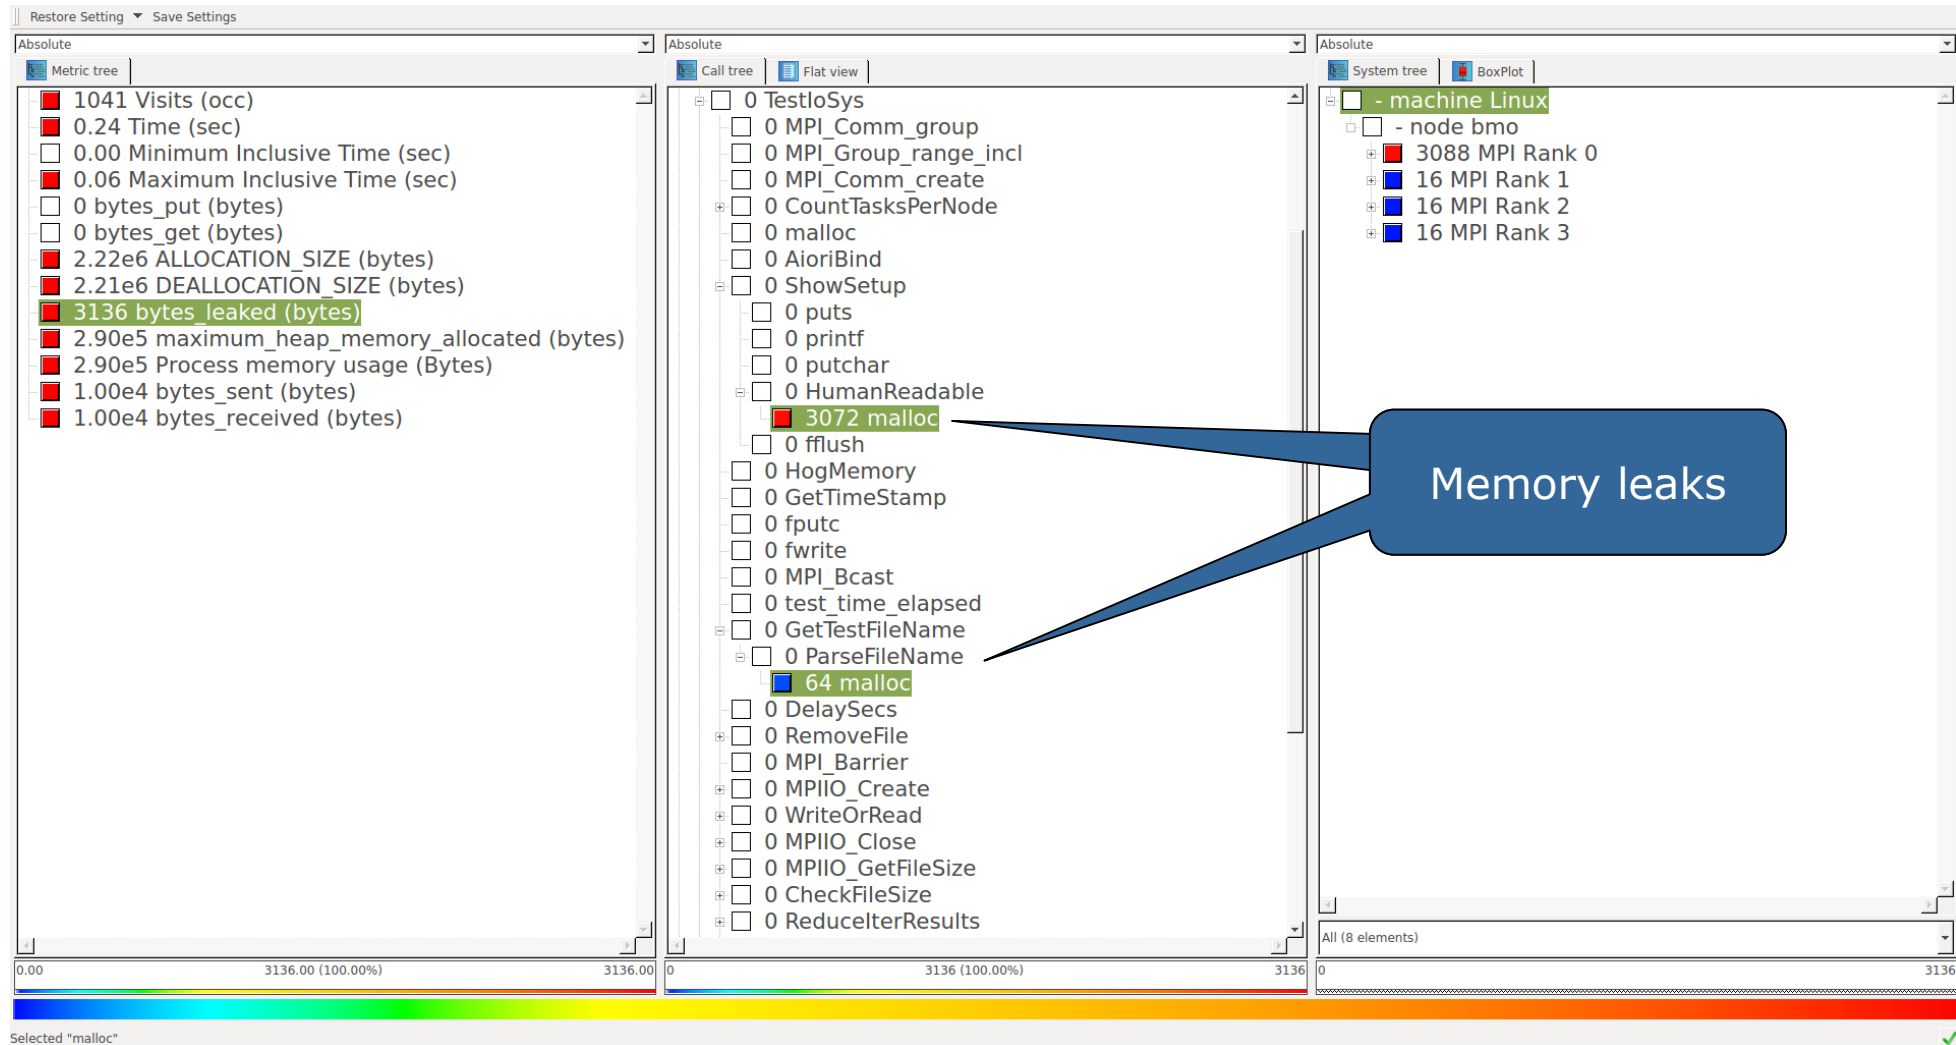 Restore Setting Save Settings
Absolute
Metric tree
1041 Visits (occ)
0.24 Time (sec)
0.00 Minimum Inclusive Time (sec)
0.06 Maximum Inclusive Time (sec)
0 bytes_put (bytes)
0 bytes_get (bytes)
2.22e6 ALLOCATION_SIZE (bytes)
2.21e6 DEALLOCATION_SIZE (bytes)
3136 bytes_leaked (bytes)
2.90e5 maximum_heap_memory_allocated (bytes)
2.90e5 Process memory usage (Bytes)
1.00e4 bytes_sent (bytes)
1.00e4 bytes_received (bytes)
0.00 3136.00 (100.00%) 3136.00
Absolute
Call tree Flat view
0 TestIoSys
0 MPI_Comm_group
0 MPI_Group_range_incl
0 MPI_Comm_create
0 CountTasksPerNode
0 malloc
0 AioriBind
0 ShowSetup
0 puts
0 printf
0 putchar
0 HumanReadable
3072 malloc
0 fflush
0 HogMemory
0 GetTimeStamp
0 fputc
0 fwrite
0 MPI_Bcast
0 test_time_elapsed
0 GetTestFileName
0 ParseFileName
64 malloc
0 DelaySecs
0 RemoveFile
0 MPI_Barrier
0 MPIIO_Create
0 WriteOrRead
0 MPIIO_Close
0 MPIIO_GetFileSize
0 CheckFileSize
0 ReduceIterResults
0 3136 (100.00%) 3136
Absolute
System tree BoxPlot
- machine Linux
- node bmo
3088 MPI Rank 0
16 MPI Rank 1
16 MPI Rank 2
16 MPI Rank 3
Memory leaks
All (8 elements)
0 3136
Selected "malloc"